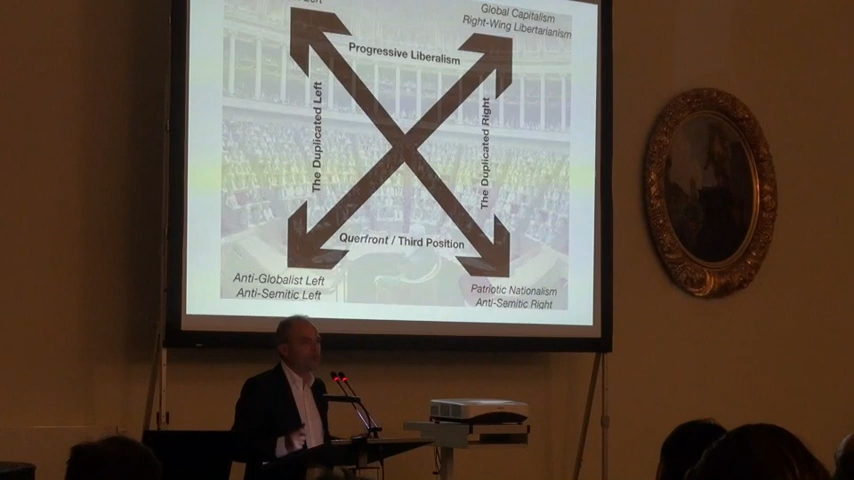 Global Capitalism
Right-Wing Libertarianism
Progressive Liberalism
The Duplicated Left
The Duplicated Right
Querfront / Third Position
Anti-Globalist Left
Anti-Semitic Left
Patriotic Nationalism
Anti-Semitic Right